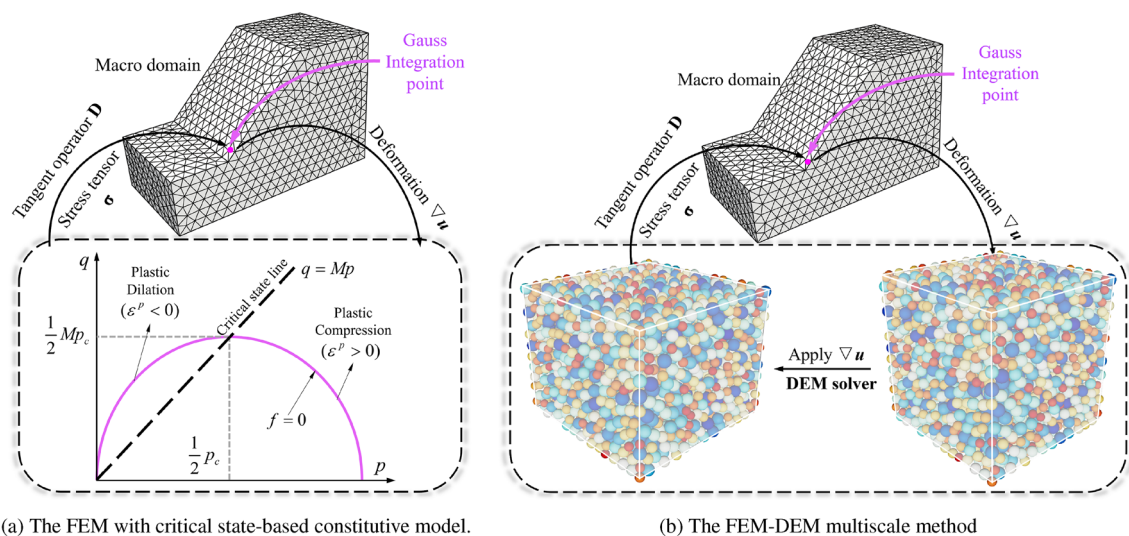 Gauss
Integration
point
Macro domain
Tangent operator D
Stress tensor
σ
Deformation ▽u
q
Plastic
Dilation
(ε^p < 0)
Critical state line
q = Mp
Plastic
Compression
(ε^p > 0)
1/2 Mp_c
f = 0
1/2 p_c
p
(a) The FEM with critical state-based constitutive model.
Gauss
Integration
point
Macro domain
Tangent operator D
Stress tensor
σ
Deformation ▽u
Apply ▽u
DEM solver
(b) The FEM-DEM multiscale method